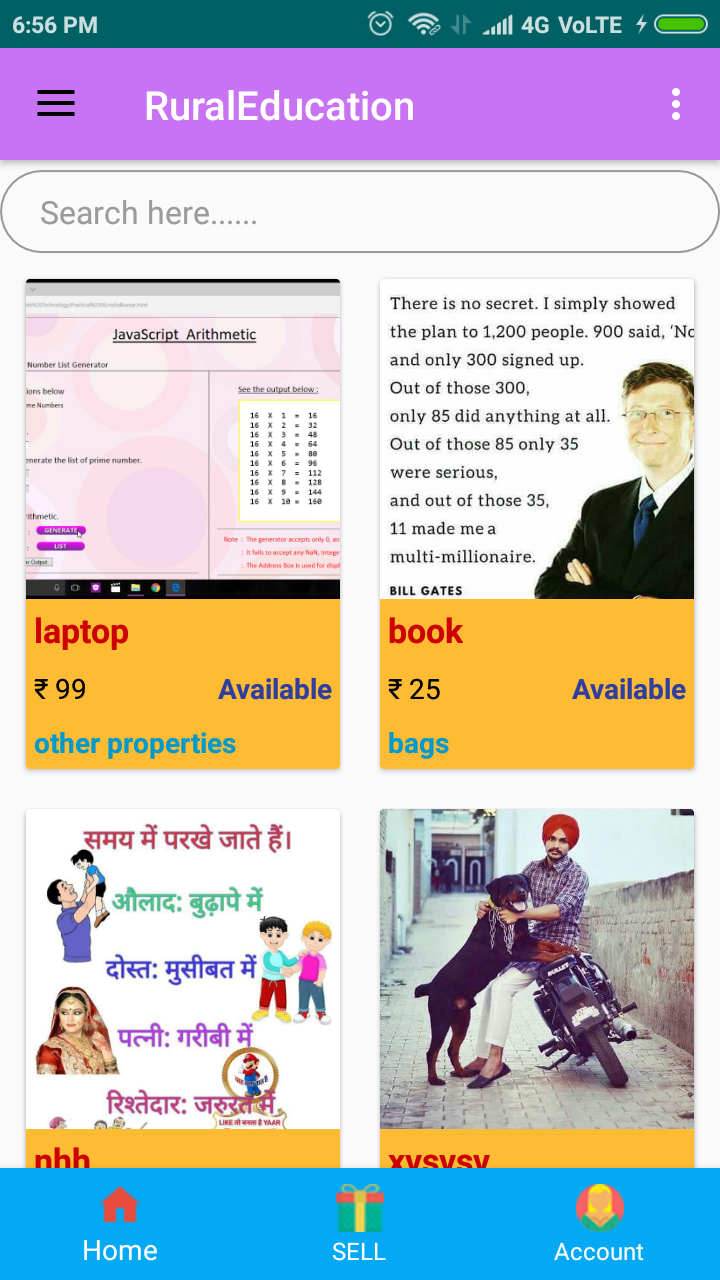 6:56 PM
4G VoLTE
RuralEducation
Search here......
JavaScript Arithmetic
Number List Generator
ions below
me Numbers
enerate the list of prime number.
ithmetic.
GENERATE
LIST
See the output below :
16 X 1 = 16
16 X 2 = 32
16 X 3 = 48
16 X 4 = 64
16 X 5 = 80
16 X 6 = 96
16 X 7 = 112
16 X 8 = 128
16 X 9 = 144
16 X 10 = 160
Note : The generator accepts only 0, an
: It fails to accept any NaN, Intege
: The Address Box is used for displ
There is no secret. I simply showed
the plan to 1,200 people. 900 said, 'No
and only 300 signed up.
Out of those 300,
only 85 did anything at all.
Out of those 85 only 35
were serious,
and out of those 35,
11 made me a
multi-millionaire.
BILL GATES
laptop
₹ 99 Available
other properties
book
₹ 25 Available
bags
समय में परखे जाते हैं।
औलाद: बुढ़ापे में
दोस्त: मुसीबत में
पत्नी: गरीबी में
रिश्तेदार: जरुरत में
LIKE तो बनता है YAAR
BULLET
nhh
xysysy
Home
SELL
Account